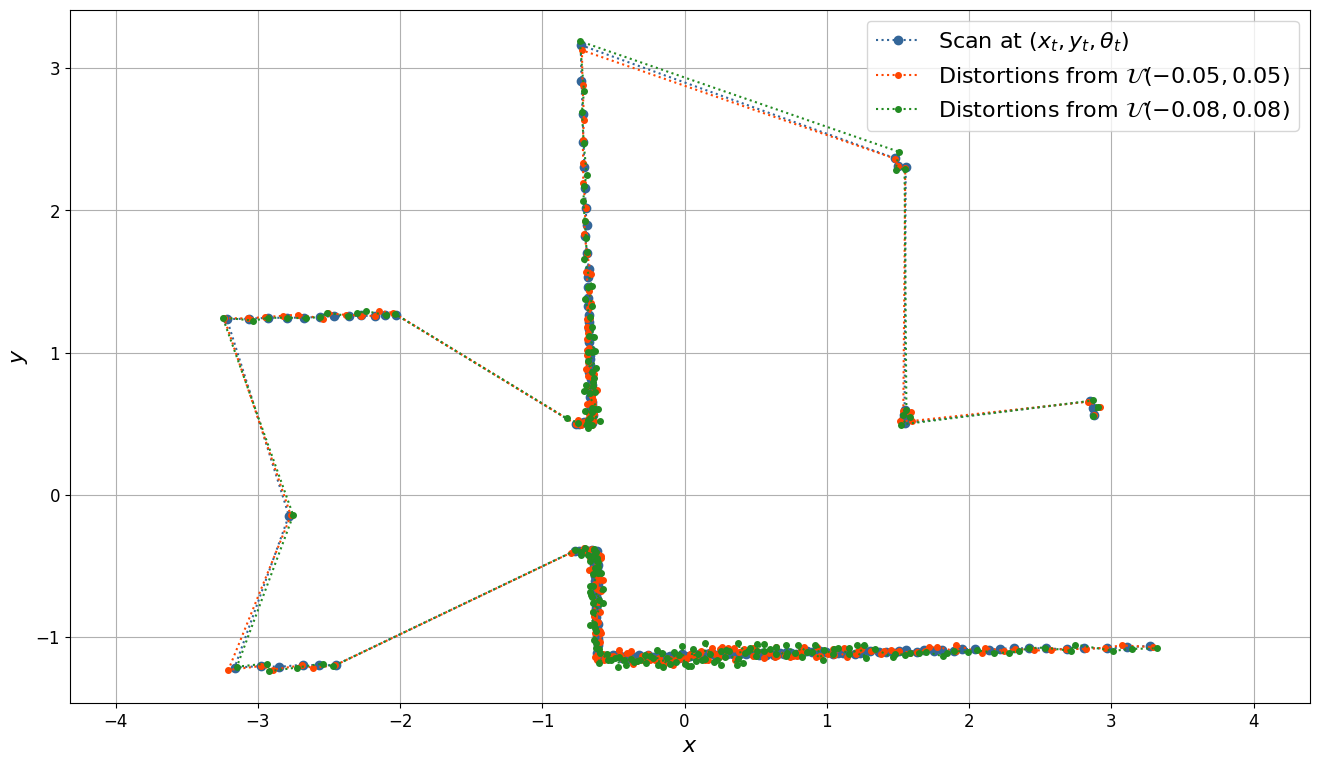 Scan at (x_t, y_t, θ_t)
Distortions from 𝒰(−0.05, 0.05)
Distortions from 𝒰(−0.08, 0.08)
3
2
1
0
−1
y
−4 −3 −2 −1 0 1 2 3 4
x